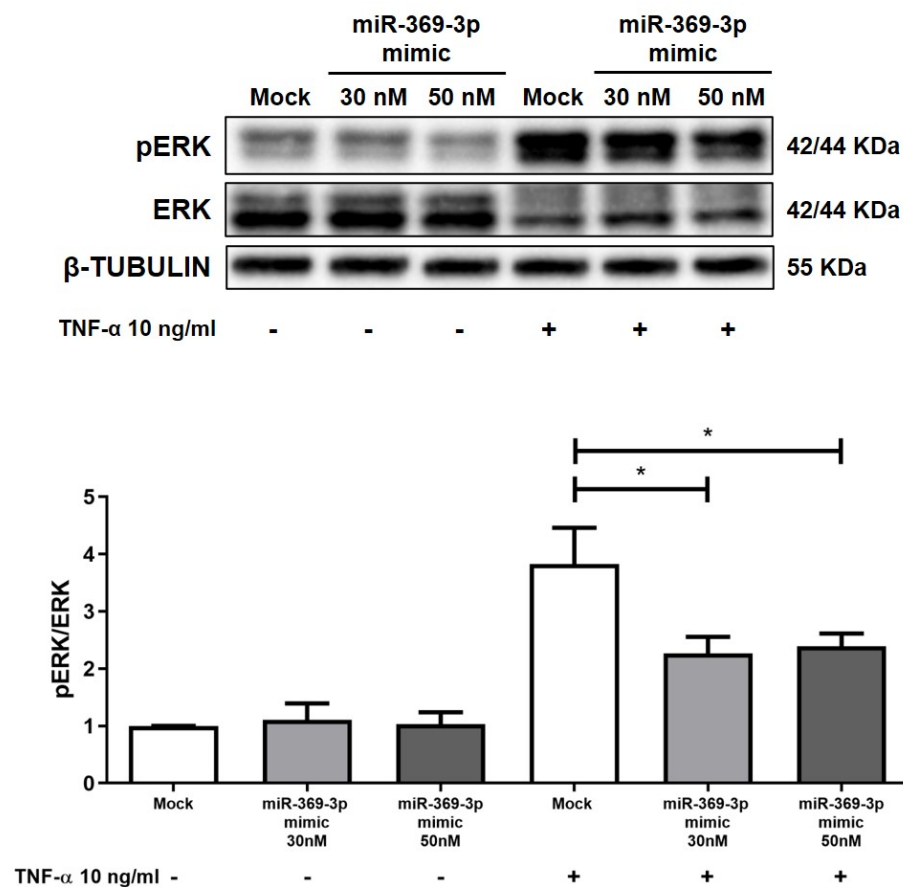 miR-369-3p miR-369-3p
mimic mimic
Mock 30 nM 50 nM Mock 30 nM 50 nM
pERK 42/44 KDa
ERK 42/44 KDa
β-TUBULIN 55 KDa
TNF-α 10 ng/ml - - - + + +
*
*
5
4
3
2
1
0
pERK/ERK
Mock miR-369-3p miR-369-3p Mock miR-369-3p miR-369-3p
mimic mimic mimic mimic
30nM 50nM 30nM 50nM
TNF-α 10 ng/ml - - - + + +